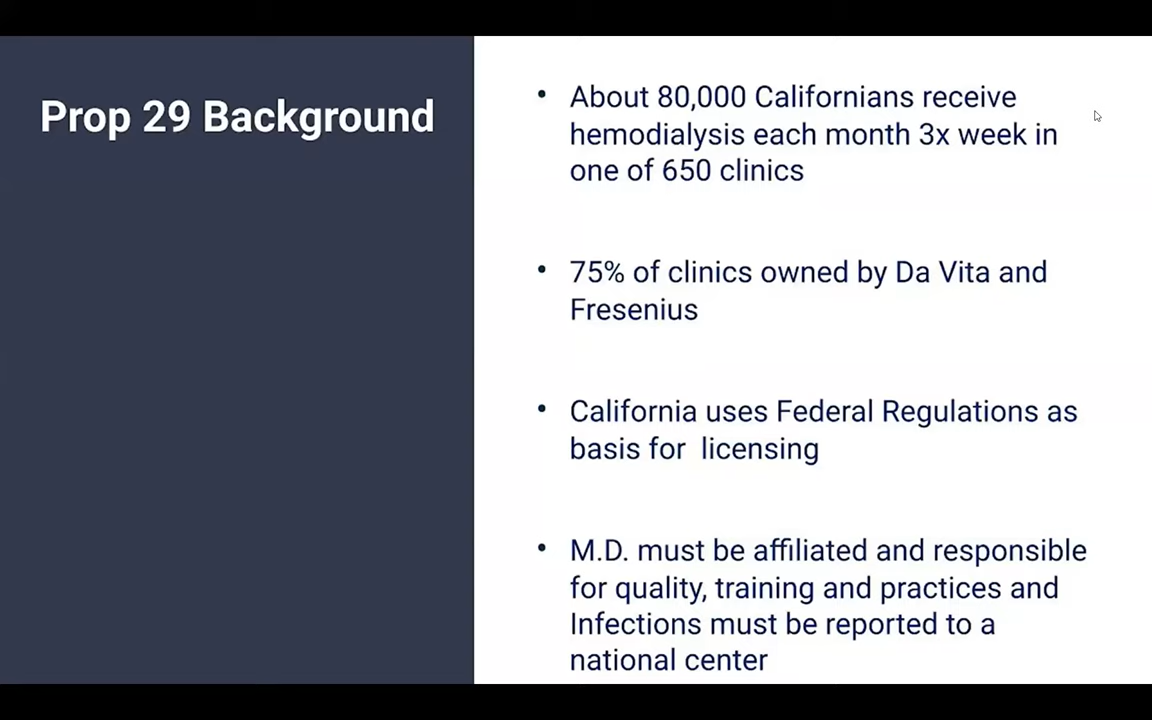 Prop 29 Background
• About 80,000 Californians receive
hemodialysis each month 3x week in
one of 650 clinics
• 75% of clinics owned by Da Vita and
Fresenius
• California uses Federal Regulations as
basis for  licensing
• M.D. must be affiliated and responsible
for quality, training and practices and
Infections must be reported to a
national center